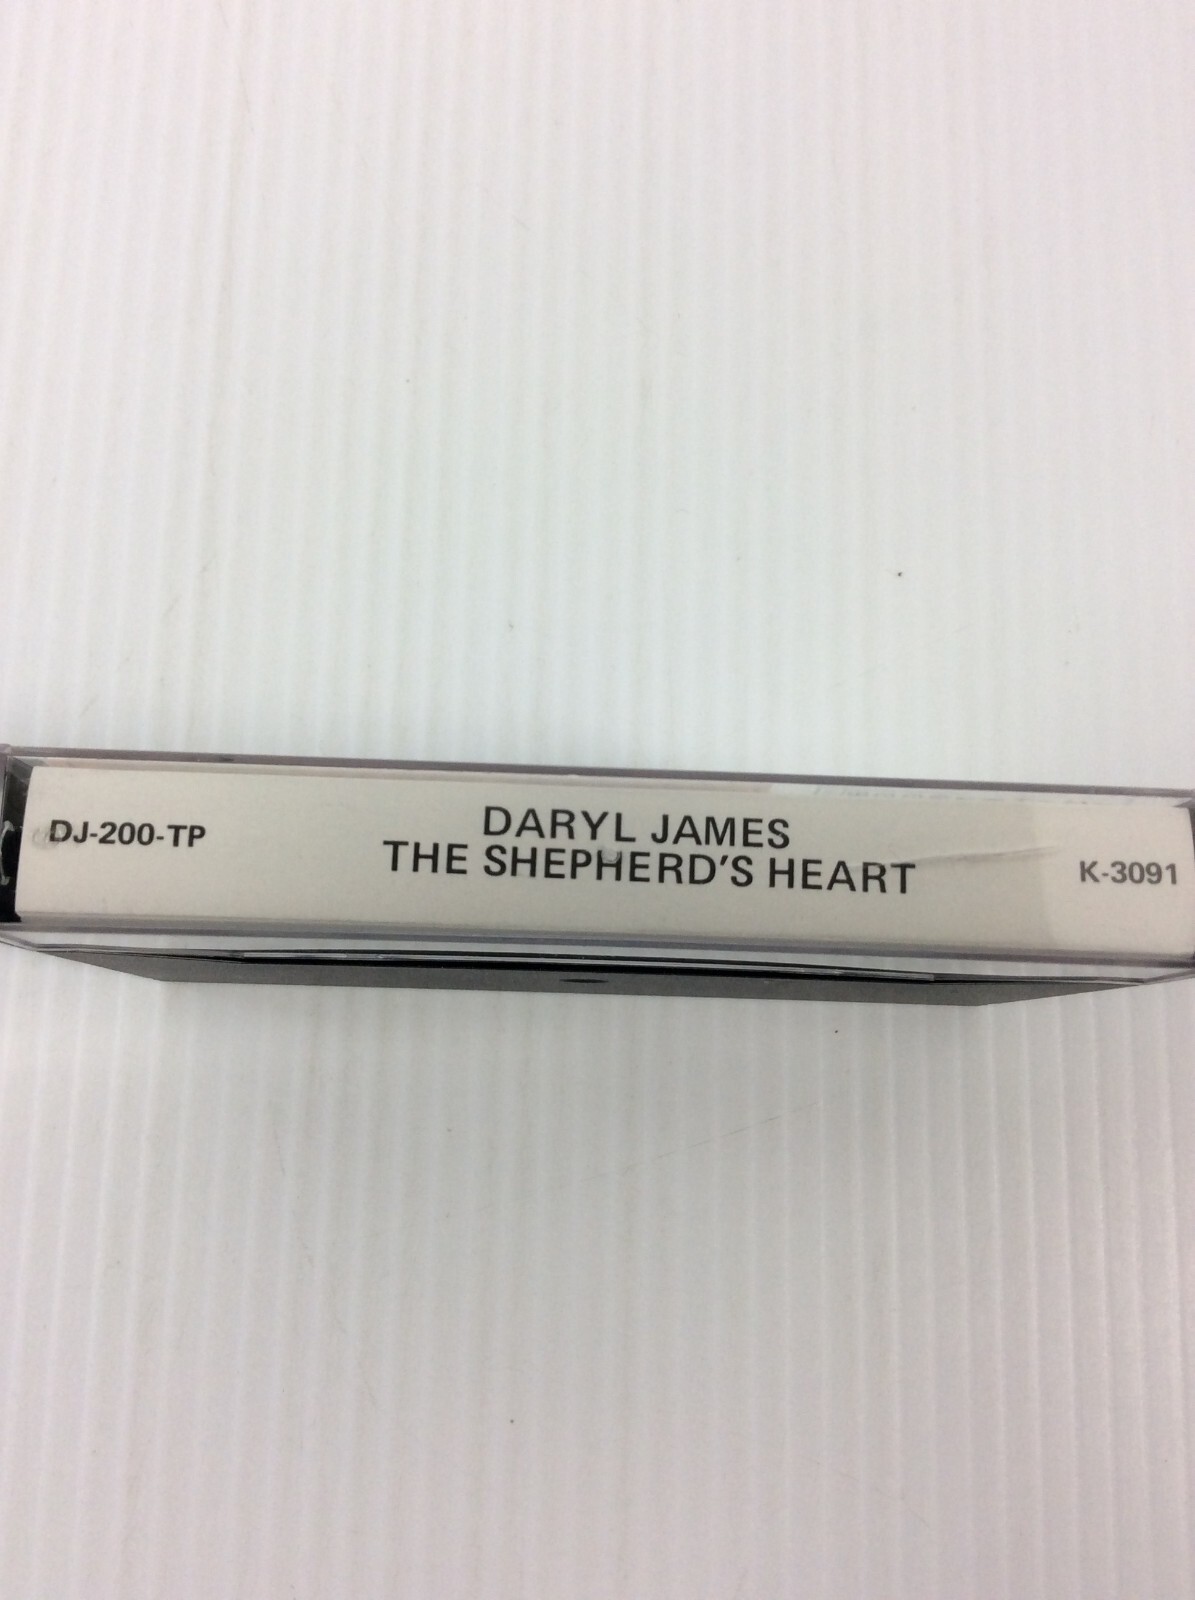 DJ-200-TP
DARYL JAMES
THE SHEPHERD'S HEART
K-3091